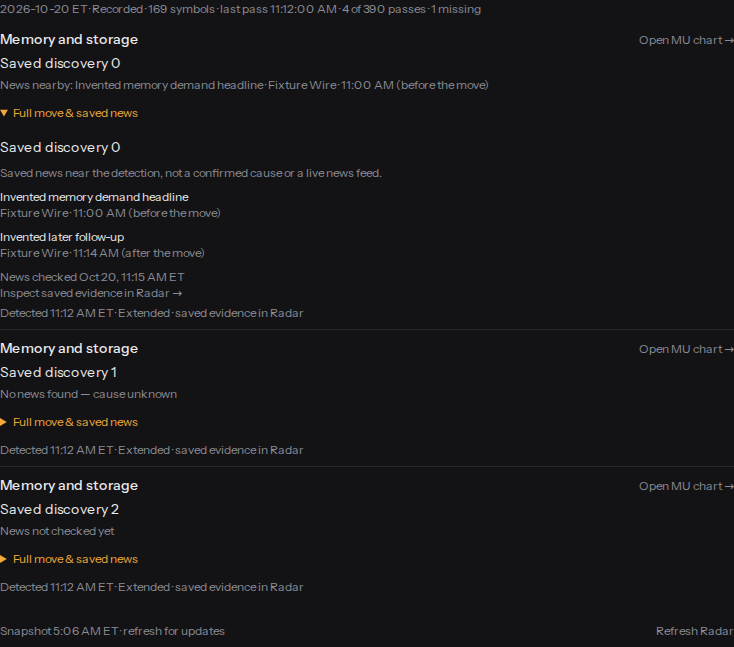 2026-10-20 ET · Recorded · 169 symbols · last pass 11:12:00 AM · 4 of 390 passes · 1 missing
Memory and storage
Open MU chart →
Saved discovery 0
News nearby: Invented memory demand headline · Fixture Wire · 11:00 AM (before the move)
▼ Full move & saved news
Saved discovery 0
Saved news near the detection, not a confirmed cause or a live news feed.
Invented memory demand headline
Fixture Wire · 11:00 AM (before the move)
Invented later follow-up
Fixture Wire · 11:14 AM (after the move)
News checked Oct 20, 11:15 AM ET
Inspect saved evidence in Radar →
Detected 11:12 AM ET · Extended · saved evidence in Radar
Memory and storage
Open MU chart →
Saved discovery 1
No news found — cause unknown
▶ Full move & saved news
Detected 11:12 AM ET · Extended · saved evidence in Radar
Memory and storage
Open MU chart →
Saved discovery 2
News not checked yet
▶ Full move & saved news
Detected 11:12 AM ET · Extended · saved evidence in Radar
Snapshot 5:06 AM ET · refresh for updates
Refresh Radar